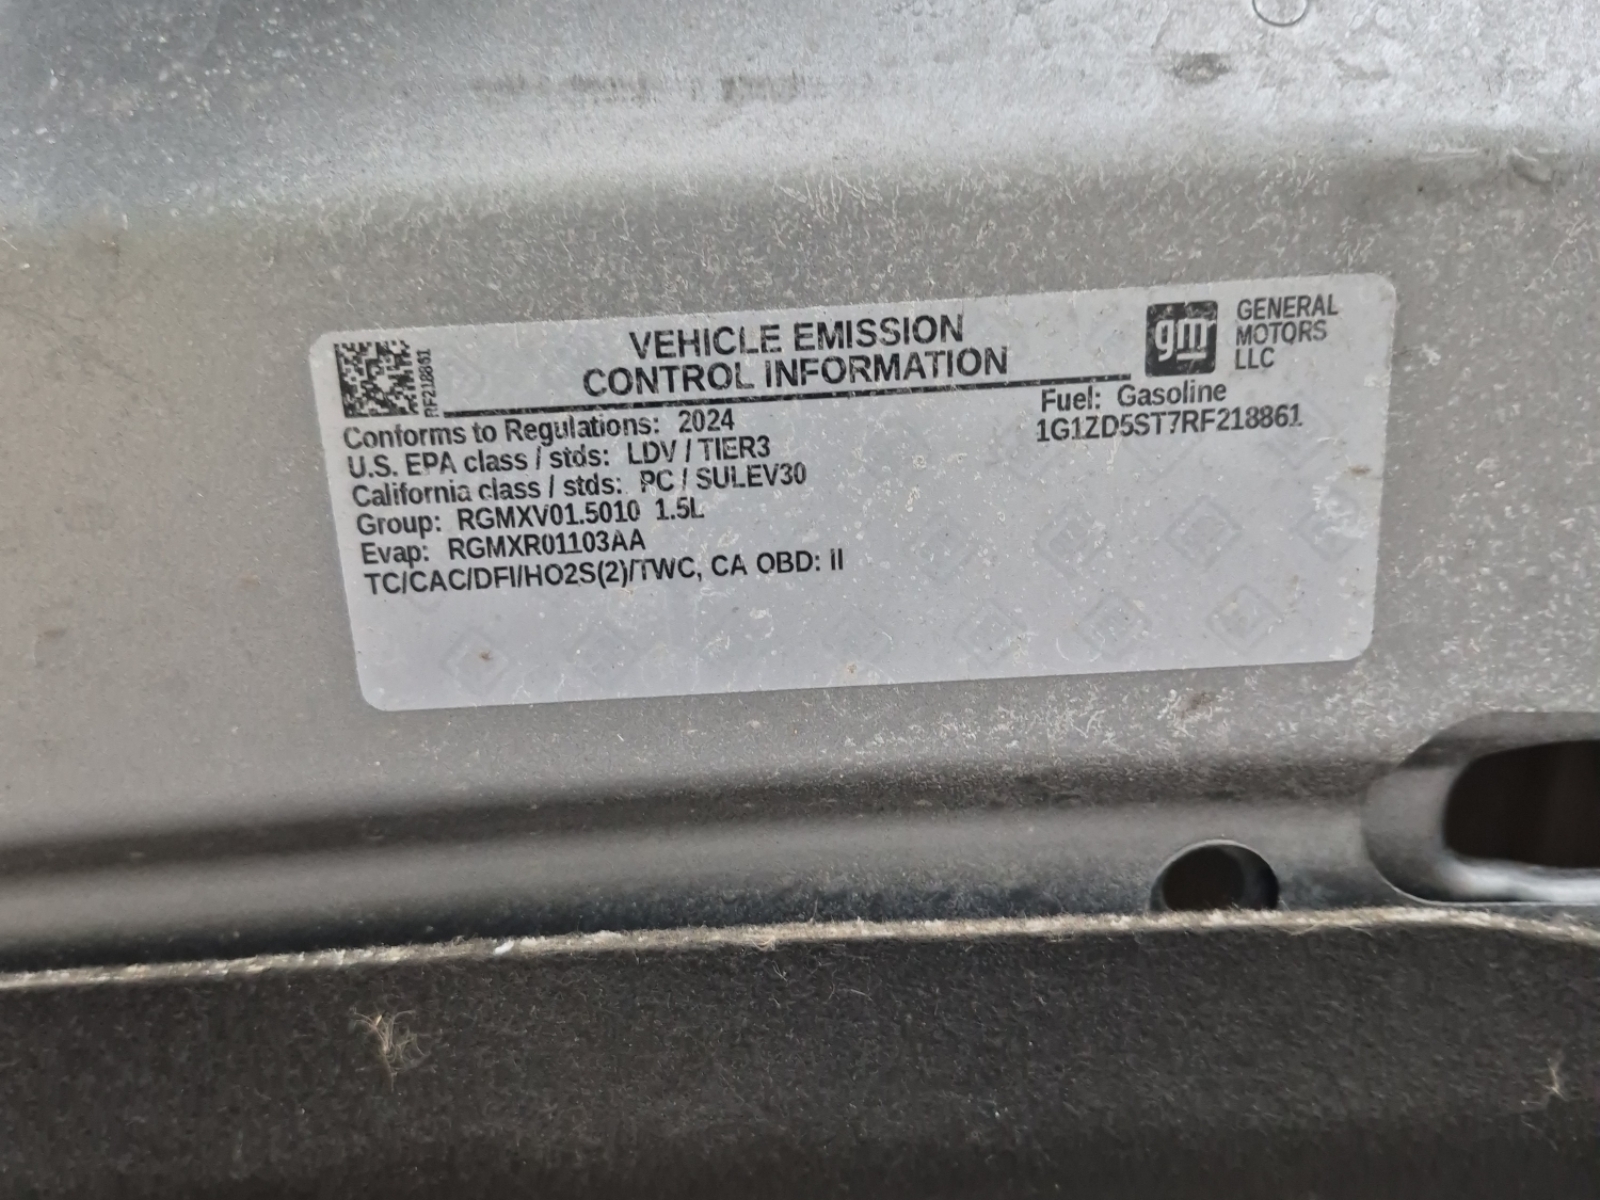 RF218861
VEHICLE EMISSION
CONTROL INFORMATION
gm
GENERAL
MOTORS
LLC
Conforms to Regulations: 2024
U.S. EPA class / stds: LDV / TIER3
California class / stds: PC / SULEV30
Group: RGMXV01.5010 1.5L
Evap: RGMXR01103AA
TC/CAC/DFI/HO2S(2)/TWC, CA OBD: II
Fuel: Gasoline
1G1ZD5ST7RF218861